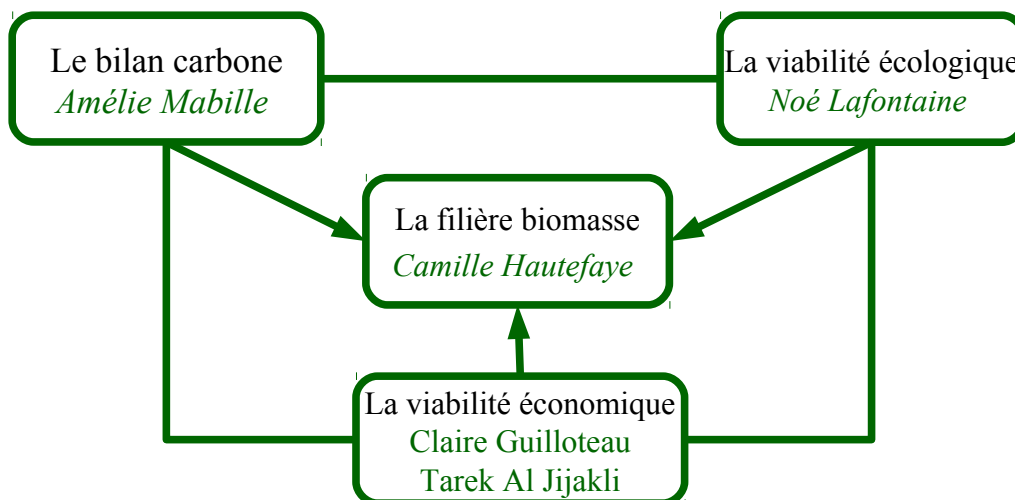 Le bilan carbone
Amélie Mabille
La viabilité écologique
Noé Lafontaine
La filière biomasse
Camille Hautefaye
La viabilité économique
Claire Guilloteau
Tarek Al Jijakli